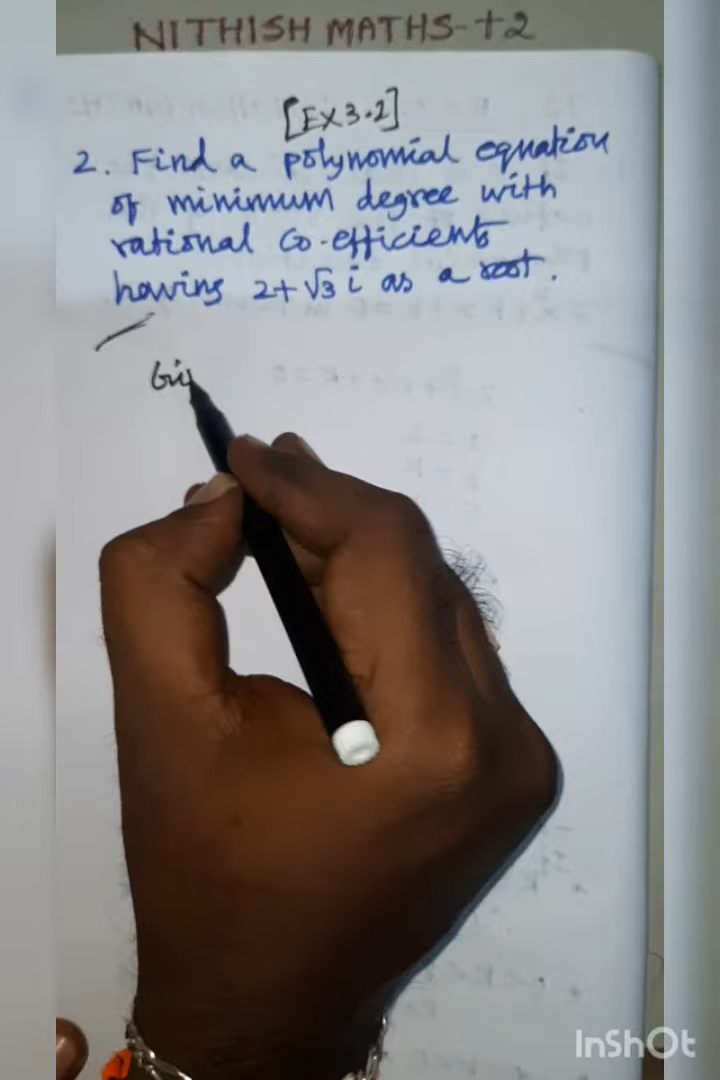 NITHISH MATHS-+2
[EX 3.2]
2. Find a polynomial equation
of minimum degree with
rational co-efficients
having 2+√3 i as a root.
Giv
InShOt